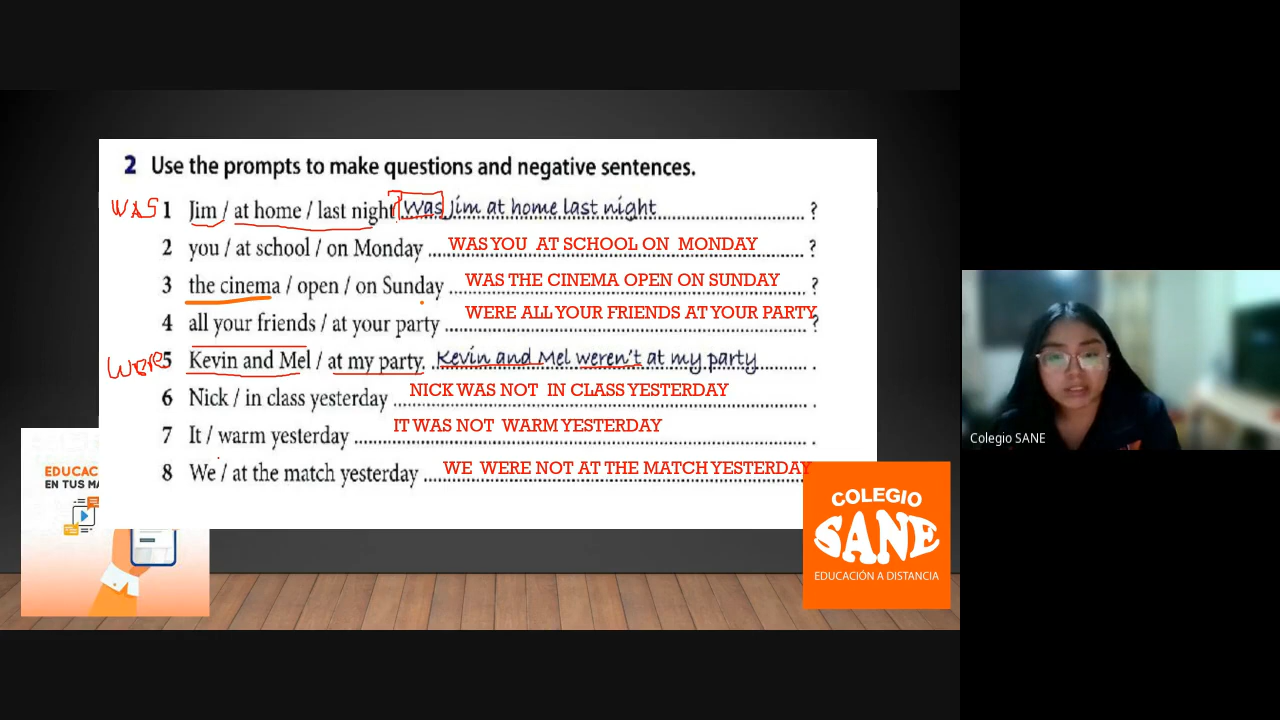 2 Use the prompts to make questions and negative sentences.
WAS 1 Jim / at home / last night Was Jim at home last night ?
2 you / at school / on Monday WAS YOU AT SCHOOL ON MONDAY ?
3 the cinema / open / on Sunday WAS THE CINEMA OPEN ON SUNDAY ?
4 all your friends / at your party WERE ALL YOUR FRIENDS AT YOUR PARTY ?
were 5 Kevin and Mel / at my party. Kevin and Mel weren't at my party .
6 Nick / in class yesterday NICK WAS NOT IN CLASS YESTERDAY .
7 It / warm yesterday IT WAS NOT WARM YESTERDAY .
8 We / at the match yesterday WE WERE NOT AT THE MATCH YESTERDAY
EDUCAC
EN TUS MA
COLEGIO
SANE
EDUCACIÓN A DISTANCIA
Colegio SANE